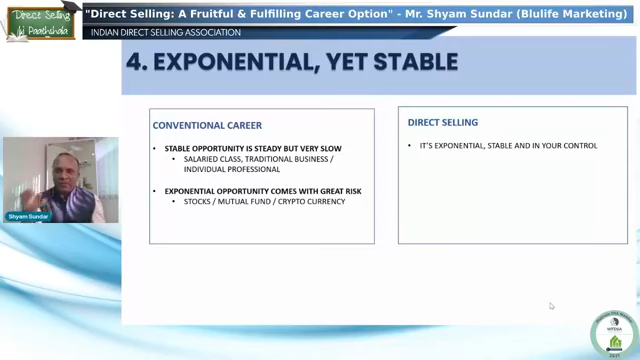 Direct Selling
ki Paathshala
"Direct Selling: A Fruitful & Fulfilling Career Option" - Mr. Shyam Sundar (Blulife Marketing)
INDIAN DIRECT SELLING ASSOCIATION
4. EXPONENTIAL, YET STABLE
CONVENTIONAL CAREER
• STABLE OPPORTUNITY IS STEADY BUT VERY SLOW
• SALARIED CLASS, TRADITIONAL BUSINESS /
INDIVIDUAL PROFESSIONAL
• EXPONENTIAL OPPORTUNITY COMES WITH GREAT RISK
• STOCKS / MUTUAL FUND / CRYPTO CURRENCY
DIRECT SELLING
• IT'S EXPONENTIAL, STABLE AND IN YOUR CONTROL
Shyam Sundar